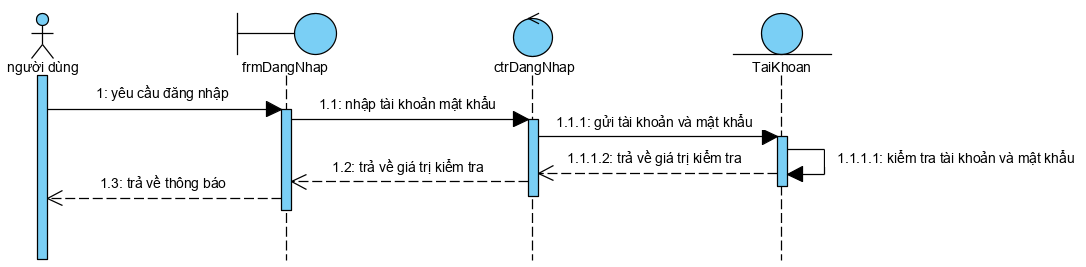 người dùng
frmDangNhap
ctrDangNhap
TaiKhoan
1: yêu cầu đăng nhập
1.1: nhập tài khoản mật khẩu
1.1.1: gửi tài khoản và mật khẩu
1.1.1.1: kiểm tra tài khoản và mật khẩu
1.1.1.2: trả về giá trị kiểm tra
1.2: trả về giá trị kiểm tra
1.3: trả về thông báo